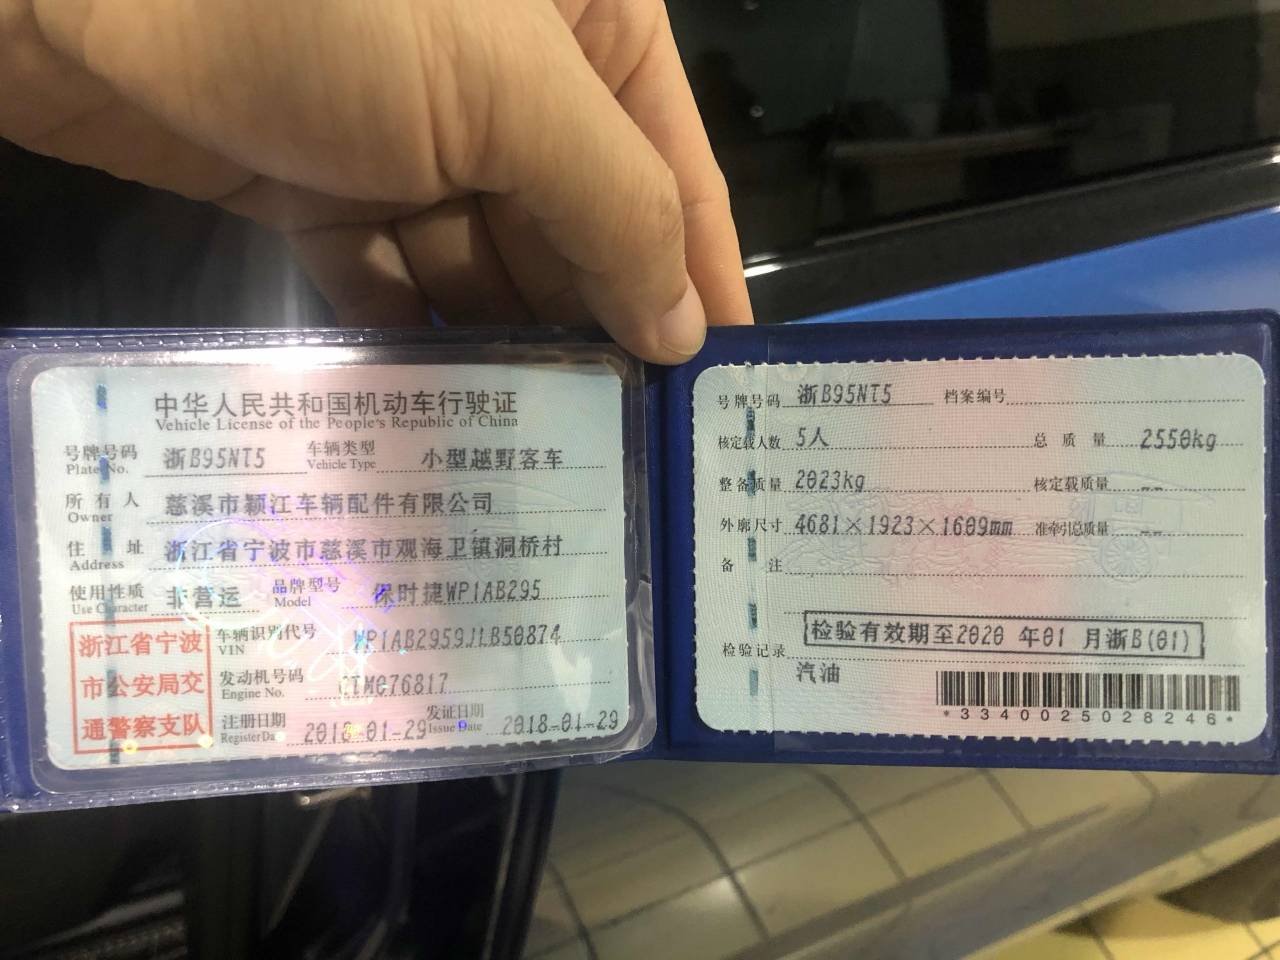 中华人民共和国机动车行驶证
Vehicle License of the People's Republic of China
号牌号码 浙B95NT5 车辆类型 小型越野客车
Plate No. Vehicle Type
所有人 慈溪市颖江车辆配件有限公司
Owner
住址 浙江省宁波市慈溪市观海卫镇洞桥村
Address
使用性质 非营运 品牌型号 保时捷WP1AB295
Use Character Model
浙江省宁波
市公安局交
通警察支队
车辆识别代号 WP1AB2959JLB50874
VIN
发动机号码 CTM076817
Engine No.
注册日期 2018-01-29 发证日期 2018-01-29
Register Da Issue Date
号牌号码 浙B95NT5 档案编号
核定载人数 5人 总质量 2550kg
整备质量 2023kg 核定载质量 --
外廓尺寸 4681×1923×1609mm 准牵引总质量 --
备注
检验有效期至2020 年01 月浙B(01)
检验记录
汽油
*3340025028246*